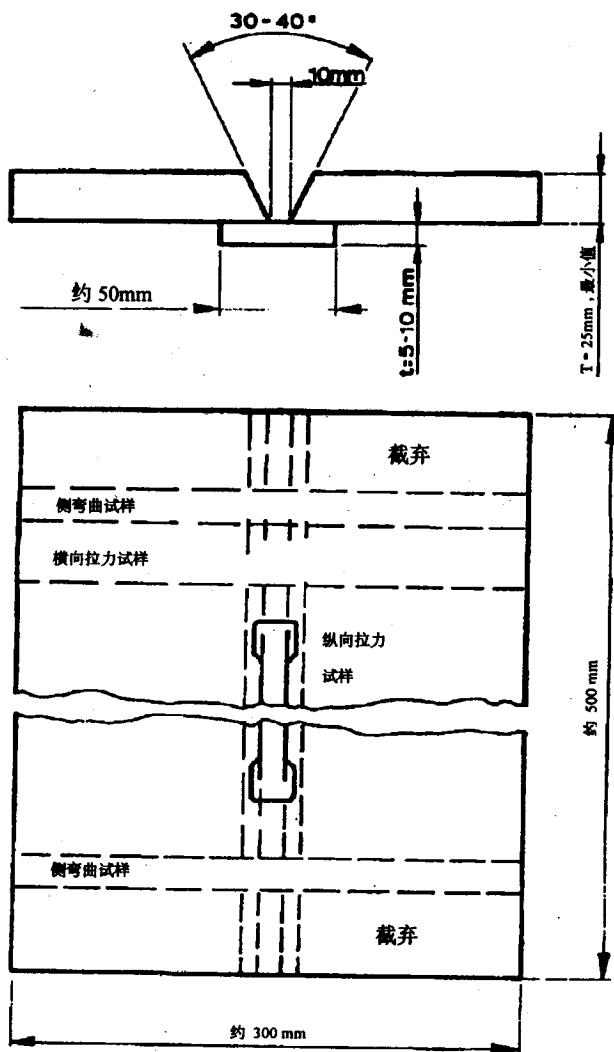 30-40°
10mm
约 50mm
t=5-10 mm
T = 25mm , 最小值
截弃
侧弯曲试样
横向拉力试样
纵向拉力
试样
约 500 mm
侧弯曲试样
截弃
约 300 mm